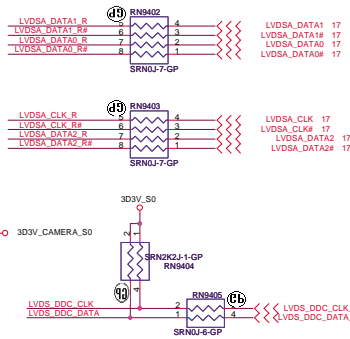 RN9402
LVDSA_DATA1_R 5 4 LVDSA_DATA1 17
LVDSA_DATA1_R# 6 3 LVDSA_DATA1# 17
LVDSA_DATA0_R 7 2 LVDSA_DATA0 17
LVDSA_DATA0_R# 8 1 LVDSA_DATA0# 17
SRN0J-7-GP
RN9403
LVDSA_CLK_R 5 4 LVDSA_CLK 17
LVDSA_CLK_R# 6 3 LVDSA_CLK# 17
LVDSA_DATA2_R 7 2 LVDSA_DATA2 17
LVDSA_DATA2_R# 8 1 LVDSA_DATA2# 17
SRN0J-7-GP
3D3V_S0
3D3V_CAMERA_S0
2 1
SRN2K2J-1-GP
RN9404
3 4
RN9405
LVDS_DDC_CLK 2 3 LVDS_DDC_CLK
LVDS_DDC_DATA 1 4 LVDS_DDC_DATA
SRN0J-6-GP